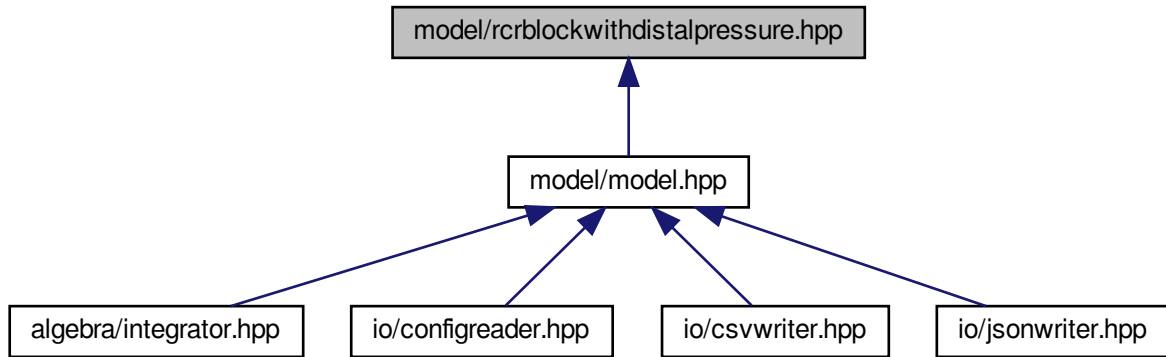 model/rcrblockwithdistalpressure.hpp
model/model.hpp
algebra/integrator.hpp
io/configreader.hpp
io/csvwriter.hpp
io/jsonwriter.hpp